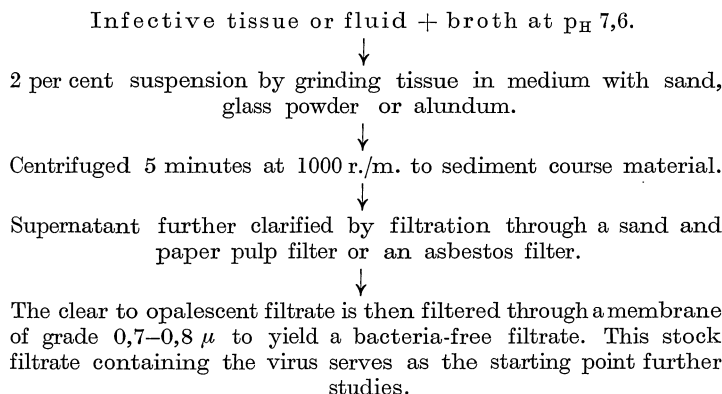 Infective tissue or fluid + broth at pH 7,6.
↓
2 per cent suspension by grinding tissue in medium with sand,
glass powder or alundum.
↓
Centrifuged 5 minutes at 1000 r./m. to sediment course material.
↓
Supernatant further clarified by filtration through a sand and
paper pulp filter or an asbestos filter.
↓
The clear to opalescent filtrate is then filtered through a membrane
of grade 0,7–0,8 μ to yield a bacteria-free filtrate. This stock
filtrate containing the virus serves as the starting point further
studies.